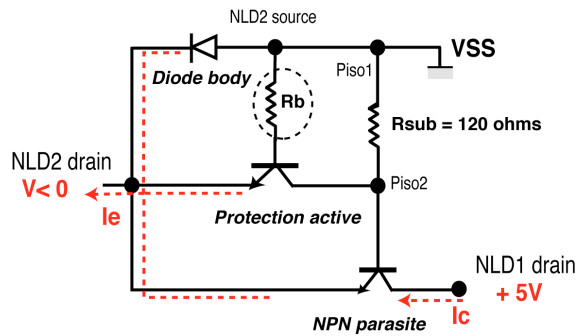 NLD2 source
VSS
Diode body
Piso1
Rb
Rsub = 120 ohms
NLD2 drain
V< 0
Ie
Piso2
Protection active
NLD1 drain
+ 5V
Ic
NPN parasite